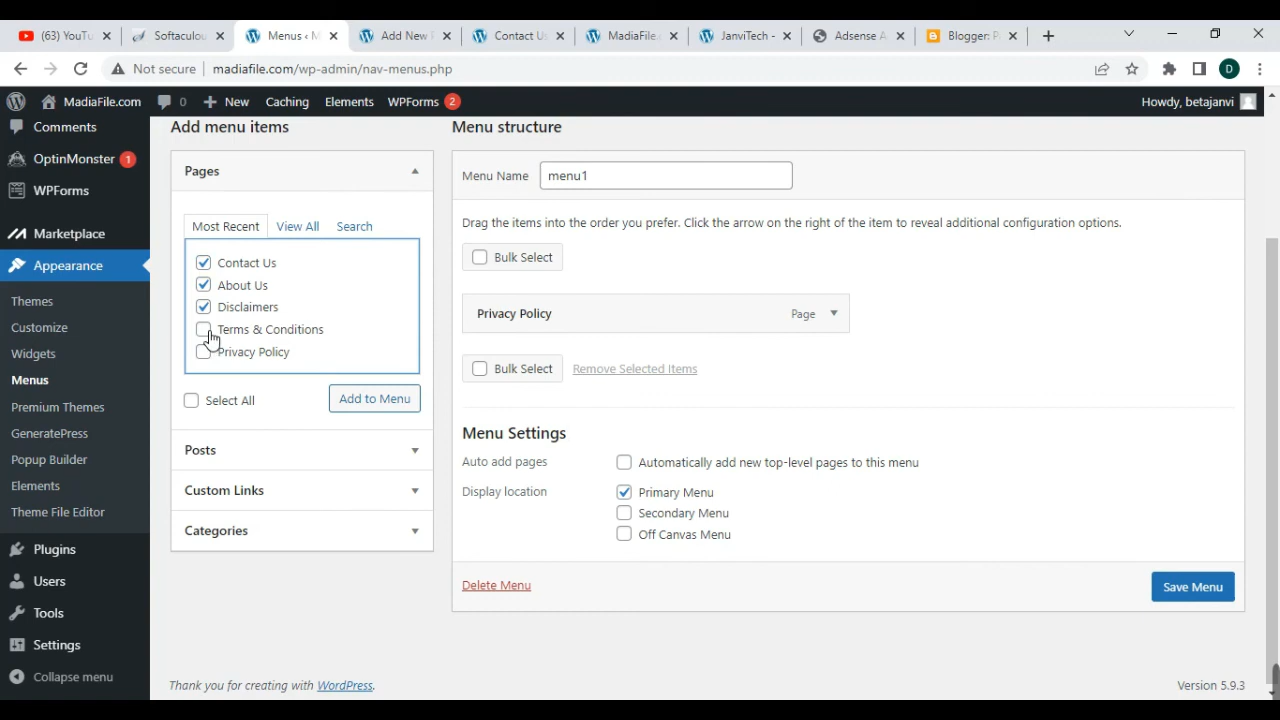 (63) YouTu
Softaculou
Menus ‹ M
Add New P
Contact Us
MadiaFile.c
JanviTech -
Adsense A
Blogger: P
Not secure
madiafile.com/wp-admin/nav-menus.php
D
MadiaFile.com
0
New
Caching
Elements
WPForms 2
Howdy, betajanvi
Comments
OptinMonster 1
WPForms
Marketplace
Appearance
Themes
Customize
Widgets
Menus
Premium Themes
GeneratePress
Popup Builder
Elements
Theme File Editor
Plugins
Users
Tools
Settings
Collapse menu
Add menu items
Pages
Most Recent
View All
Search
Contact Us
About Us
Disclaimers
Terms & Conditions
Privacy Policy
Select All
Add to Menu
Posts
Custom Links
Categories
Menu structure
Menu Name
menu1
Drag the items into the order you prefer. Click the arrow on the right of the item to reveal additional configuration options.
Bulk Select
Privacy Policy
Page
Bulk Select
Remove Selected Items
Menu Settings
Auto add pages
Automatically add new top-level pages to this menu
Display location
Primary Menu
Secondary Menu
Off Canvas Menu
Delete Menu
Save Menu
Thank you for creating with WordPress.
Version 5.9.3